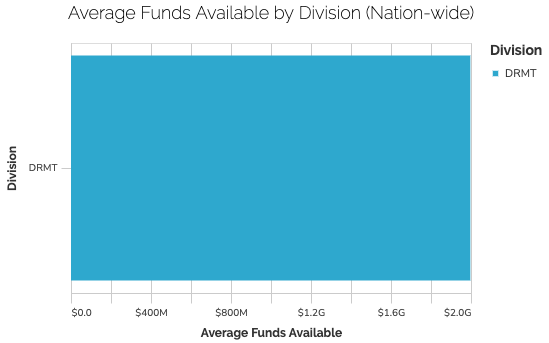 Average Funds Available by Division (Nation-wide)
Division
DRMT
Division
DRMT
$0.0 $400M $800M $1.2G $1.6G $2.0G
Average Funds Available